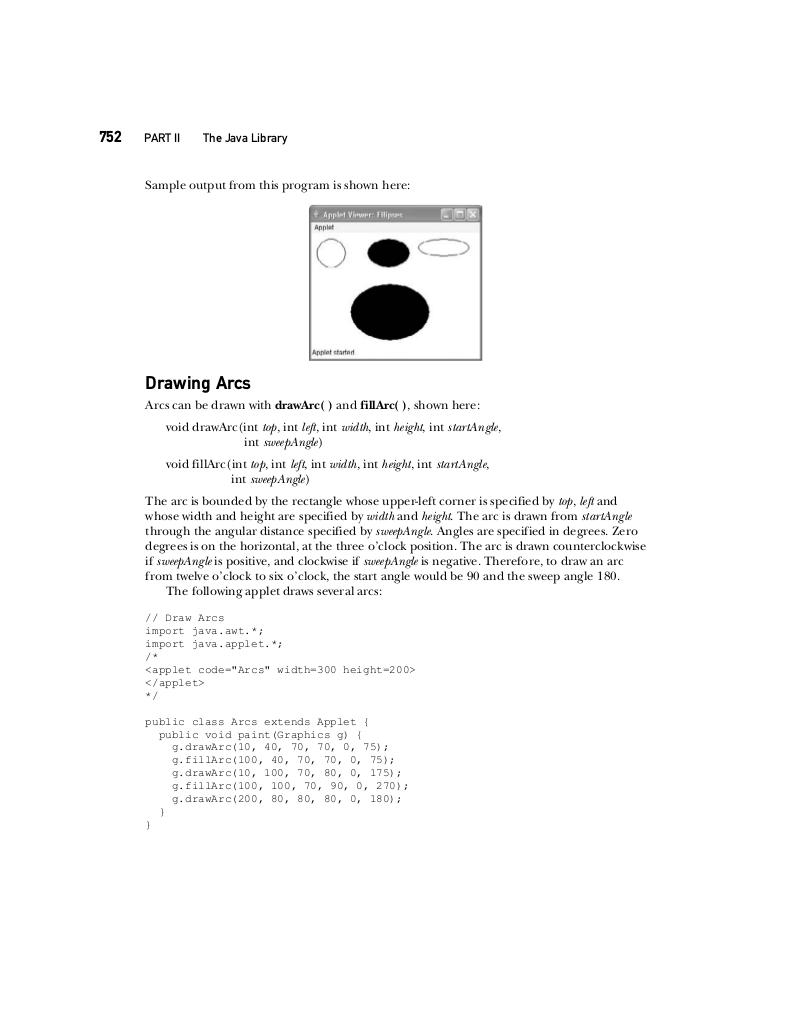 752 PART II The Java Library
Sample output from this program is shown here:
Applet Viewer: Ellipses
Applet
Applet started
Drawing Arcs
Arcs can be drawn with drawArc( ) and fillArc( ), shown here:
void drawArc(int top, int left, int width, int height, int startAngle,
int sweepAngle)
void fillArc(int top, int left, int width, int height, int startAngle,
int sweepAngle)
The arc is bounded by the rectangle whose upper-left corner is specified by top, left and
whose width and height are specified by width and height. The arc is drawn from startAngle
through the angular distance specified by sweepAngle. Angles are specified in degrees. Zero
degrees is on the horizontal, at the three o’clock position. The arc is drawn counterclockwise
if sweepAngle is positive, and clockwise if sweepAngle is negative. Therefore, to draw an arc
from twelve o’clock to six o’clock, the start angle would be 90 and the sweep angle 180.
The following applet draws several arcs:
// Draw Arcs
import java.awt.*;
import java.applet.*;
/*
<applet code="Arcs" width=300 height=200>
</applet>
*/
public class Arcs extends Applet {
public void paint(Graphics g) {
g.drawArc(10, 40, 70, 70, 0, 75);
g.fillArc(100, 40, 70, 70, 0, 75);
g.drawArc(10, 100, 70, 80, 0, 175);
g.fillArc(100, 100, 70, 90, 0, 270);
g.drawArc(200, 80, 80, 80, 0, 180);
}
}